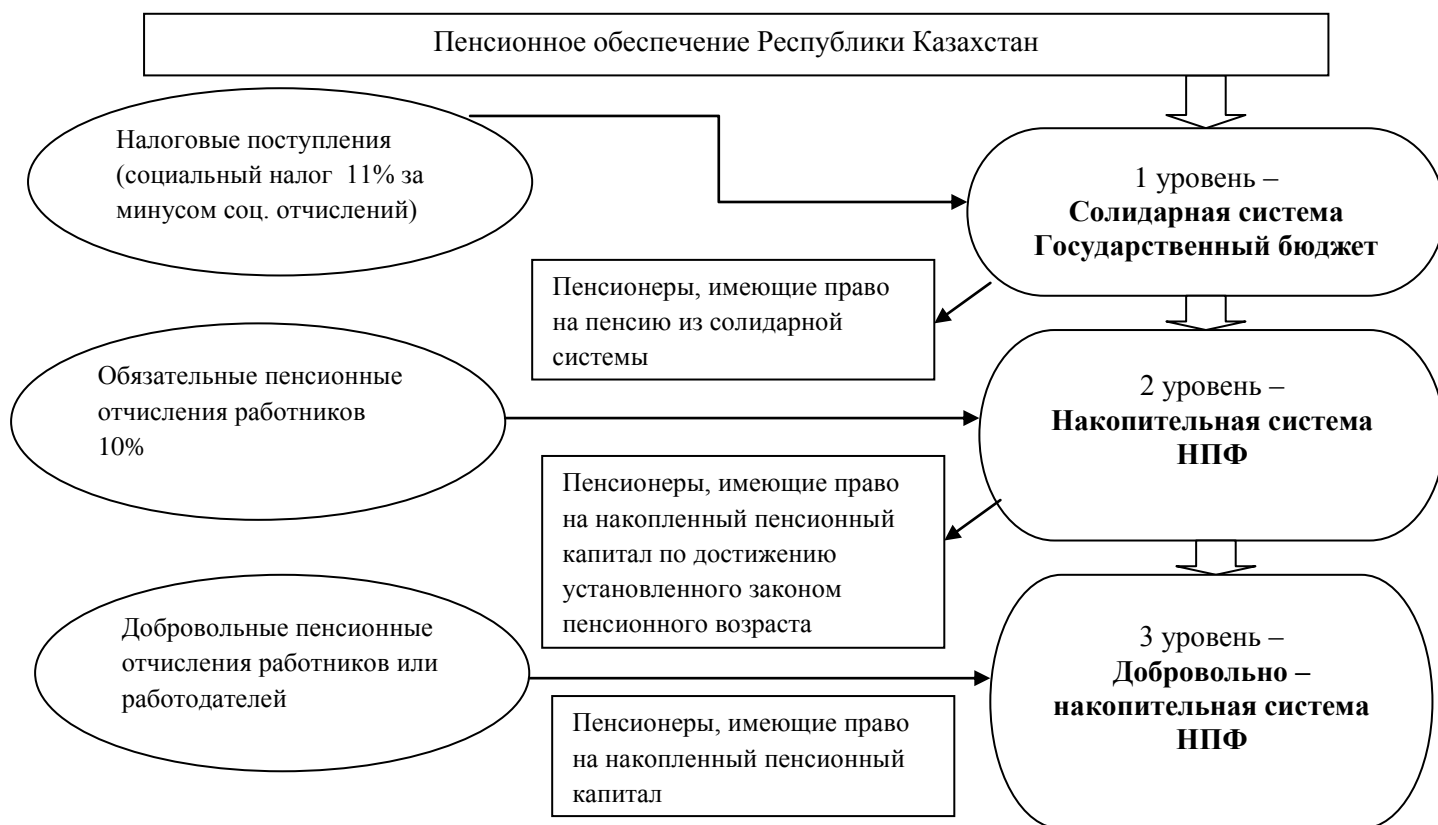 Пенсионное обеспечение Республики Казахстан
Налоговые поступления
(социальный налог 11% за
минусом соц. отчислений)
1 уровень –
Солидарная система
Государственный бюджет
Пенсионеры, имеющие право
на пенсию из солидарной
системы
Обязательные пенсионные
отчисления работников
10%
2 уровень –
Накопительная система
НПФ
Пенсионеры, имеющие право
на накопленный пенсионный
капитал по достижению
установленного законом
пенсионного возраста
Добровольные пенсионные
отчисления работников или
работодателей
3 уровень –
Добровольно –
накопительная система
НПФ
Пенсионеры, имеющие право
на накопленный пенсионный
капитал